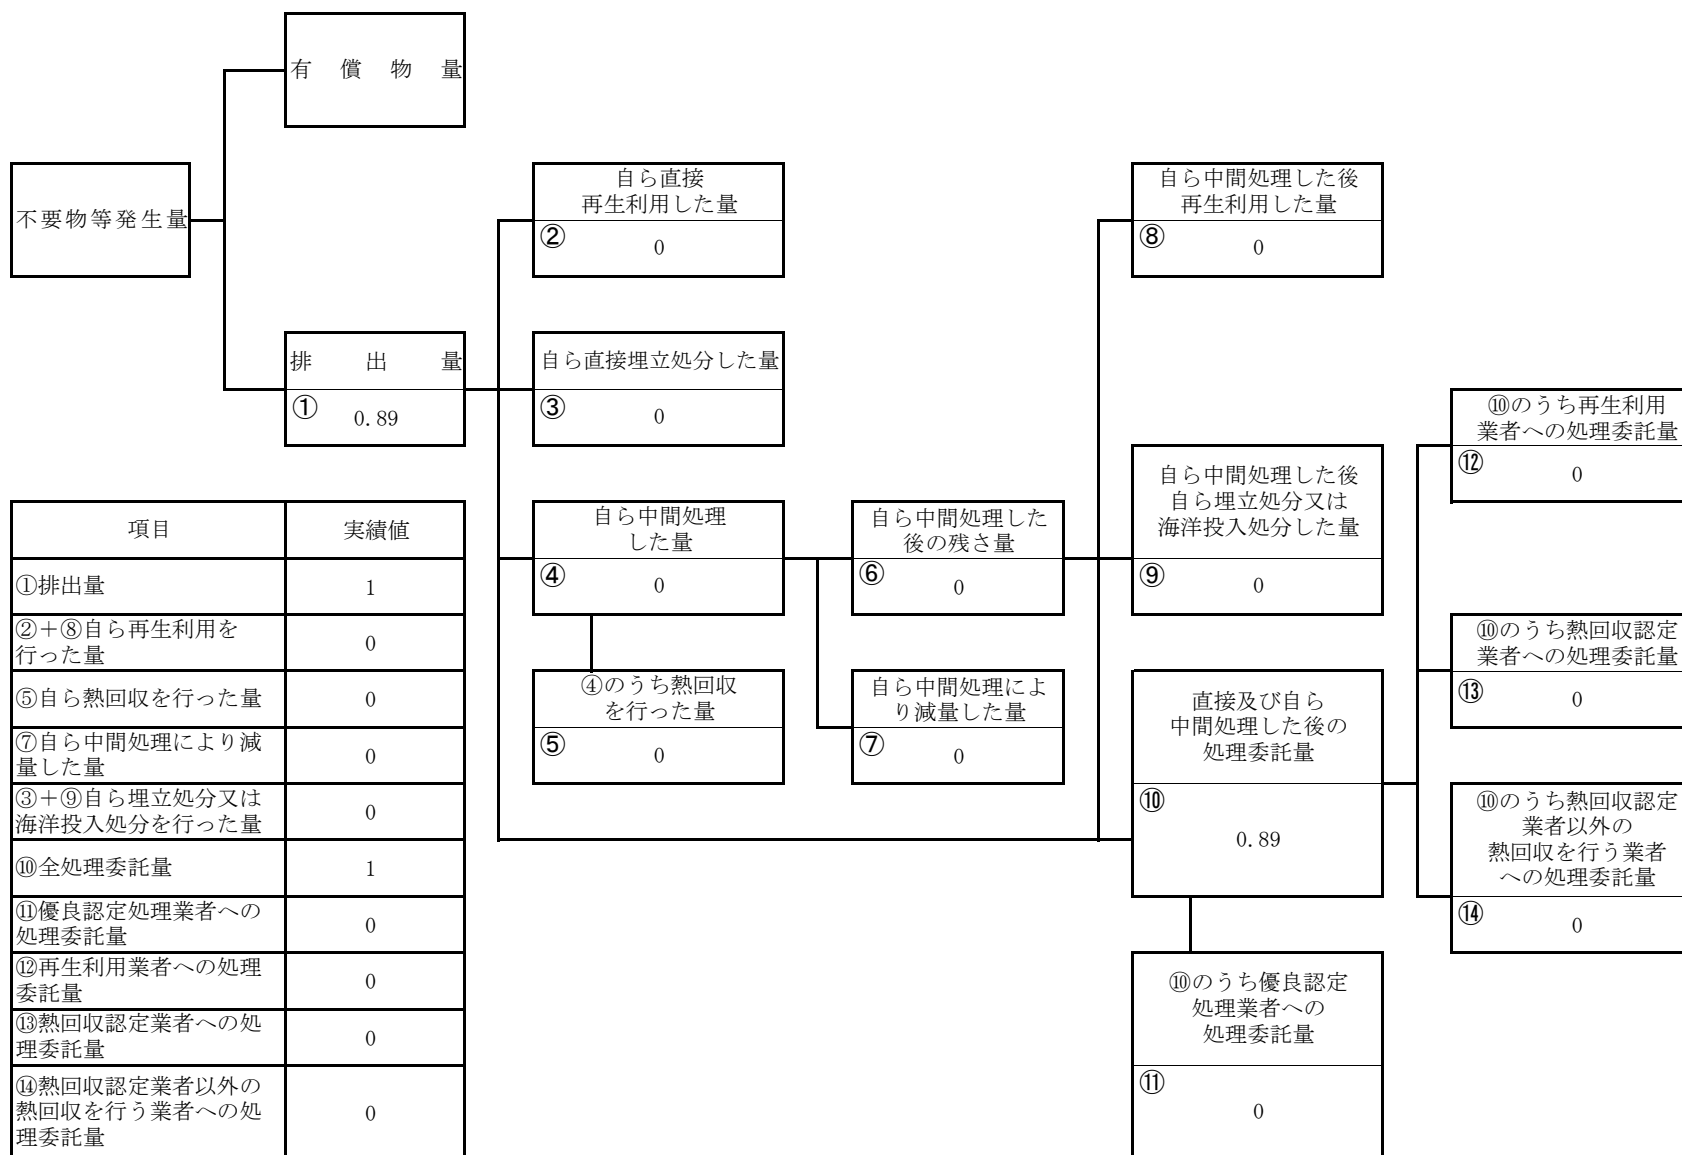 有償物量
不要物等発生量
排出量
① 0.89
自ら直接
再生利用した量
② 0
自ら直接埋立処分した量
③ 0
自ら中間処理
した量
④ 0
④のうち熱回収
を行った量
⑤ 0
自ら中間処理した
後の残さ量
⑥ 0
自ら中間処理によ
り減量した量
⑦ 0
自ら中間処理した後
再生利用した量
⑧ 0
自ら中間処理した後
自ら埋立処分又は
海洋投入処分した量
⑨ 0
直接及び自ら
中間処理した後の
処理委託量
⑩
0.89
⑩のうち優良認定
処理業者への
処理委託量
⑪
0
⑩のうち再生利用
業者への処理委託量
⑫ 0
⑩のうち熱回収認定
業者への処理委託量
⑬ 0
⑩のうち熱回収認定
業者以外の
熱回収を行う業者
への処理委託量
⑭ 0
項目 実績値
①排出量 1
②＋⑧自ら再生利用を
行った量 0
⑤自ら熱回収を行った量 0
⑦自ら中間処理により減
量した量 0
③＋⑨自ら埋立処分又は
海洋投入処分を行った量 0
⑩全処理委託量 1
⑪優良認定処理業者への
処理委託量 0
⑫再生利用業者への処理
委託量 0
⑬熱回収認定業者への処
理委託量 0
⑭熱回収認定業者以外の
熱回収を行う業者への処 0
理委託量